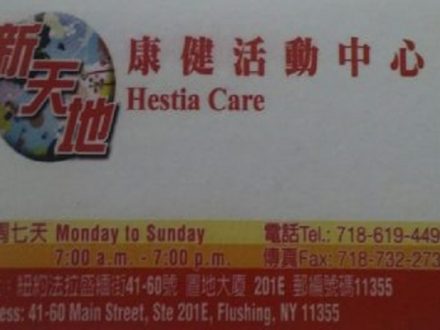 新天地
康健活動中心
Hestia Care
周七天 Monday to Sunday
7:00 a.m. - 7:00 p.m.
電話Tel.: 718-619-449
傳真Fax: 718-732-273
紐約法拉盛緬街41-60號 置地大廈 201E 郵編號碼11355
ess: 41-60 Main Street, Ste 201E, Flushing, NY 11355